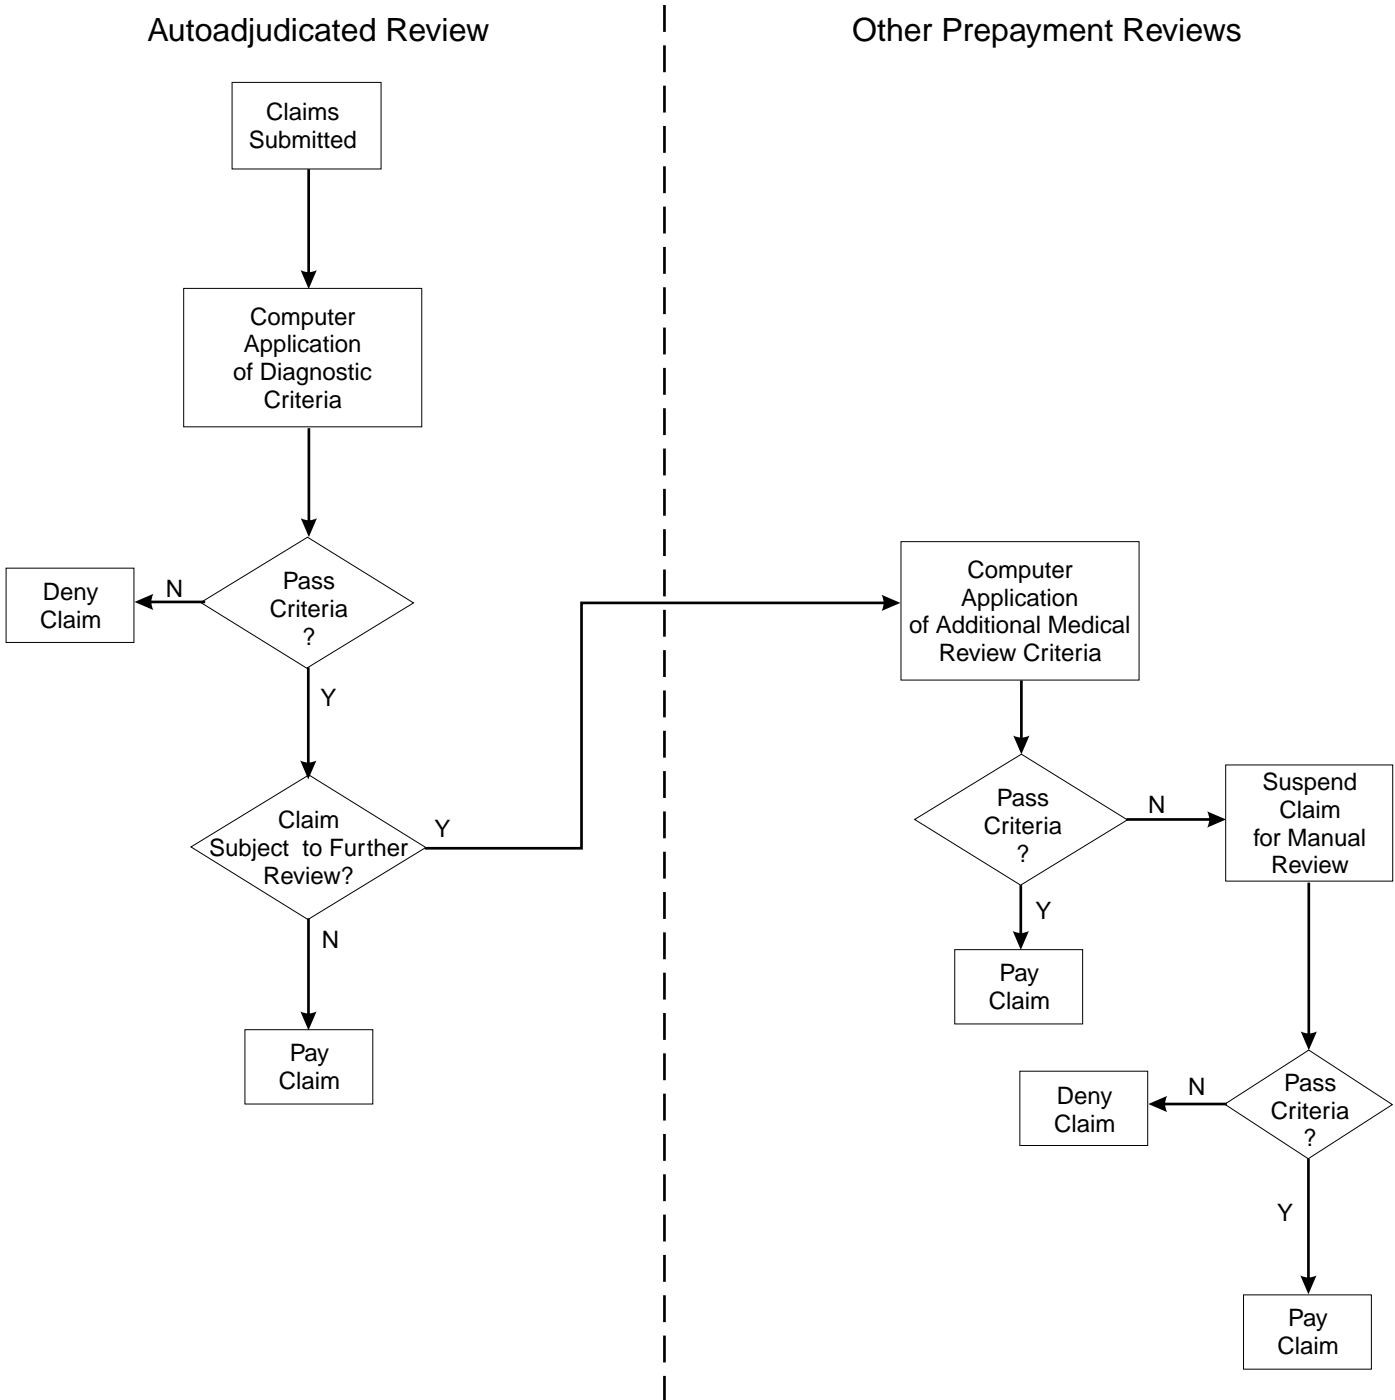 Autoadjudicated Review
Other Prepayment Reviews
Claims
Submitted
Computer
Application
of Diagnostic
Criteria
Pass
Criteria
?
N
Deny
Claim
Y
Claim
Subject to Further
Review?
Y
N
Pay
Claim
Computer
Application
of Additional Medical
Review Criteria
Pass
Criteria
?
N
Suspend
Claim
for Manual
Review
Y
Pay
Claim
Pass
Criteria
?
N
Deny
Claim
Y
Pay
Claim